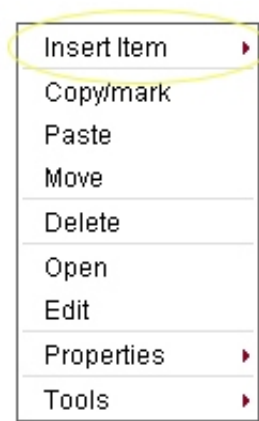 Insert Item
Copy/mark
Paste
Move
Delete
Open
Edit
Properties
Tools